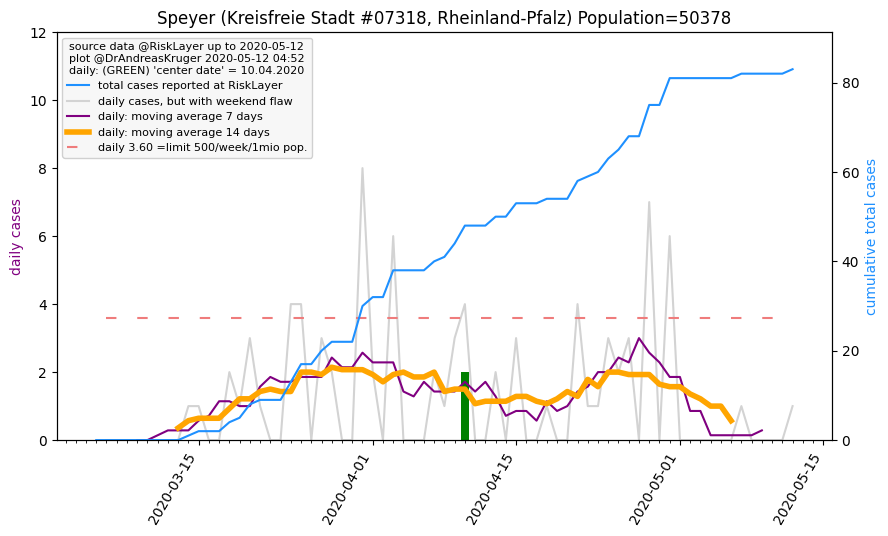 Speyer (Kreisfreie Stadt #07318, Rheinland-Pfalz) Population=50378
source data @RiskLayer up to 2020-05-12
plot @DrAndreasKruger 2020-05-12 04:52
daily: (GREEN) 'center date' = 10.04.2020
total cases reported at RiskLayer
daily cases, but with weekend flaw
daily: moving average 7 days
daily: moving average 14 days
daily 3.60 =limit 500/week/1mio pop.
daily cases
12
10
8
6
4
2
0
cumulative total cases
80
60
40
20
0
2020-03-15
2020-04-01
2020-04-15
2020-05-01
2020-05-15